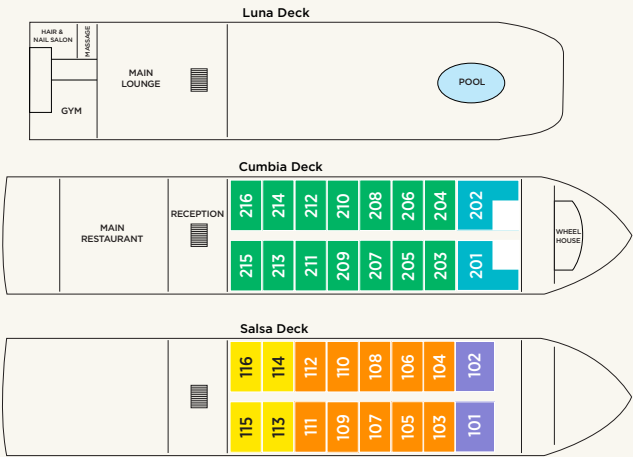 Luna Deck
HAIR &
NAIL SALON
MASSAGE
MAIN
LOUNGE
GYM
POOL
Cumbia Deck
MAIN
RESTAURANT
RECEPTION
216 214 212 210 208 206 204 202
215 213 211 209 207 205 203 201
WHEEL
HOUSE
Salsa Deck
116 114 112 110 108 106 104 102
115 113 111 109 107 105 103 101